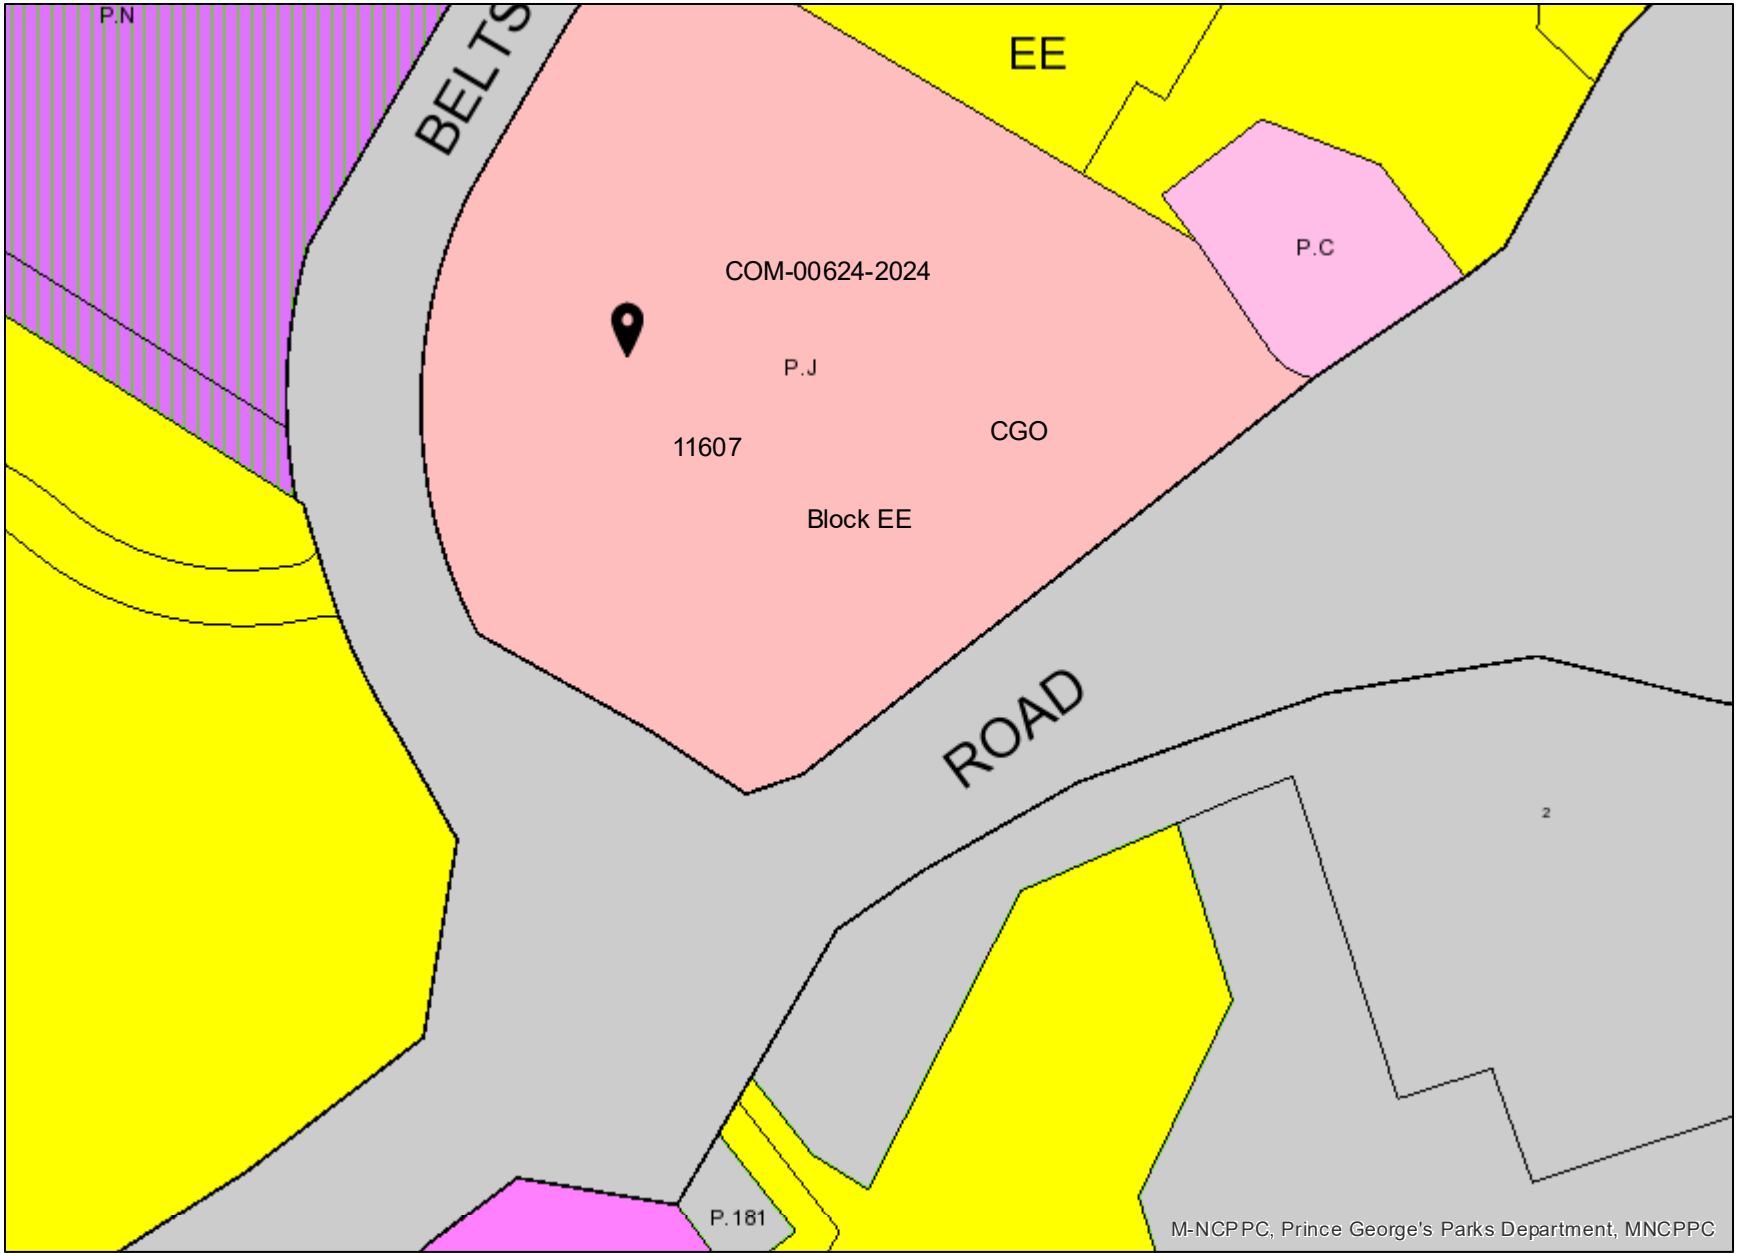 P.N
BELTS
EE
P.C
COM-00624-2024
P.J
CGO
11607
Block EE
ROAD
2
P.181
M-NCPPC, Prince George's Parks Department, MNCPPC